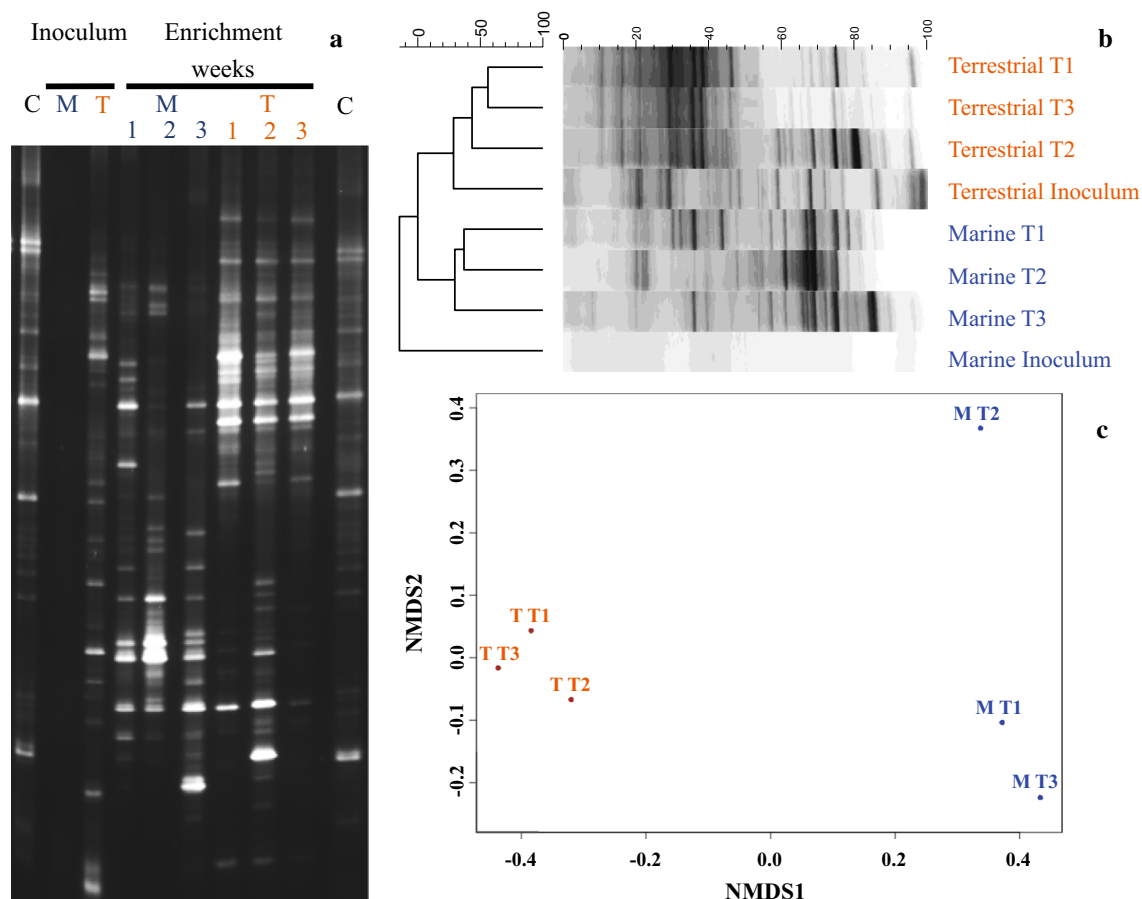 Inoculum Enrichment weeks a
C M T M T C
1 2 3 1 2 3
0 50 100
0 20 40 60 80 100
b
Terrestrial T1
Terrestrial T3
Terrestrial T2
Terrestrial Inoculum
Marine T1
Marine T2
Marine T3
Marine Inoculum
c
NMDS2
0.4
0.3
0.2
0.1
0.0
-0.1
-0.2
M T2
T T1
T T3
T T2
M T1
M T3
-0.4 -0.2 0.0 0.2 0.4
NMDS1